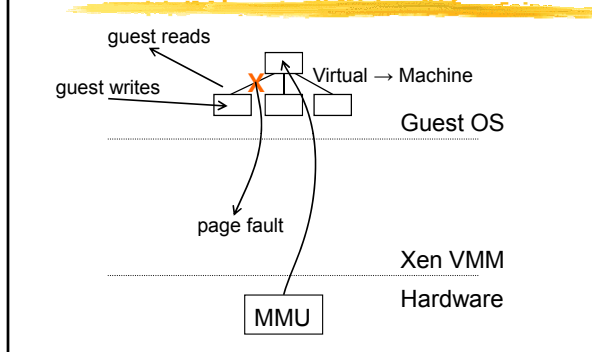 guest reads
guest writes
Virtual → Machine
Guest OS
page fault
Xen VMM
Hardware
MMU